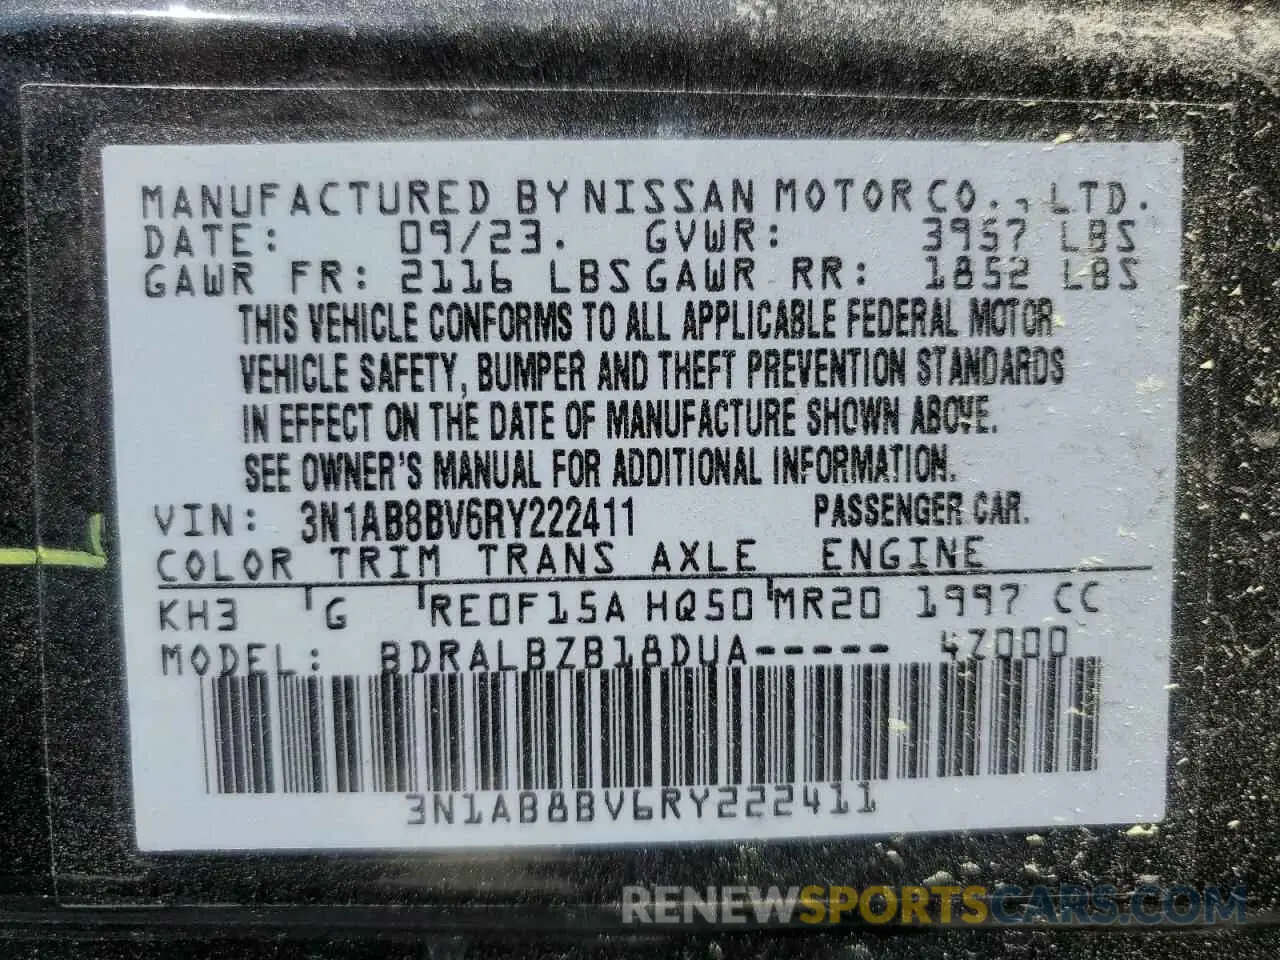 MANUFACTURED BY NISSAN MOTOR CO., LTD.
DATE: 09/23. GVWR: 3957 LBS
GAWR FR: 2116 LBS GAWR RR: 1852 LBS
THIS VEHICLE CONFORMS TO ALL APPLICABLE FEDERAL MOTOR
VEHICLE SAFETY, BUMPER AND THEFT PREVENTION STANDARDS
IN EFFECT ON THE DATE OF MANUFACTURE SHOWN ABOVE.
SEE OWNER'S MANUAL FOR ADDITIONAL INFORMATION.
VIN: 3N1AB8BV6RY222411 PASSENGER CAR.
COLOR TRIM TRANS AXLE ENGINE
KH3 G RE0F15A HQ50 MR20 1997 CC
MODEL: BDRALBZB18DUA----- 4Z000
3N1AB8BV6RY222411
RENEWSPORTSCARS.COM